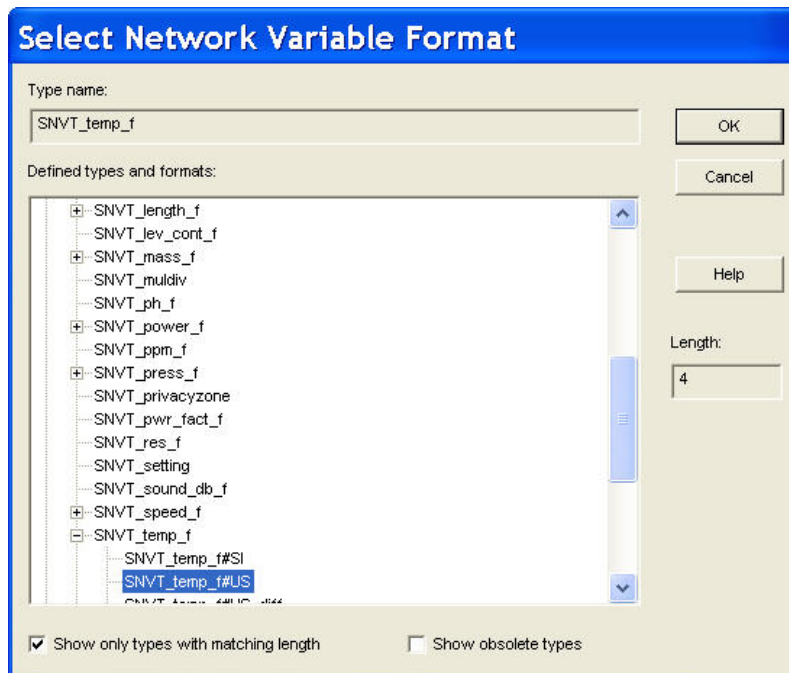 Select Network Variable Format
Type name:
SNVT_temp_f
OK
Defined types and formats:
Cancel
SNVT_length_f
SNVT_lev_cont_f
SNVT_mass_f
SNVT_muldiv
Help
SNVT_ph_f
SNVT_power_f
SNVT_ppm_f
Length:
SNVT_press_f
4
SNVT_privacyzone
SNVT_pwr_fact_f
SNVT_res_f
SNVT_setting
SNVT_sound_db_f
SNVT_speed_f
SNVT_temp_f
SNVT_temp_f#SI
SNVT_temp_f#US
SNVT_temp_f#US_diff
Show only types with matching length
Show obsolete types